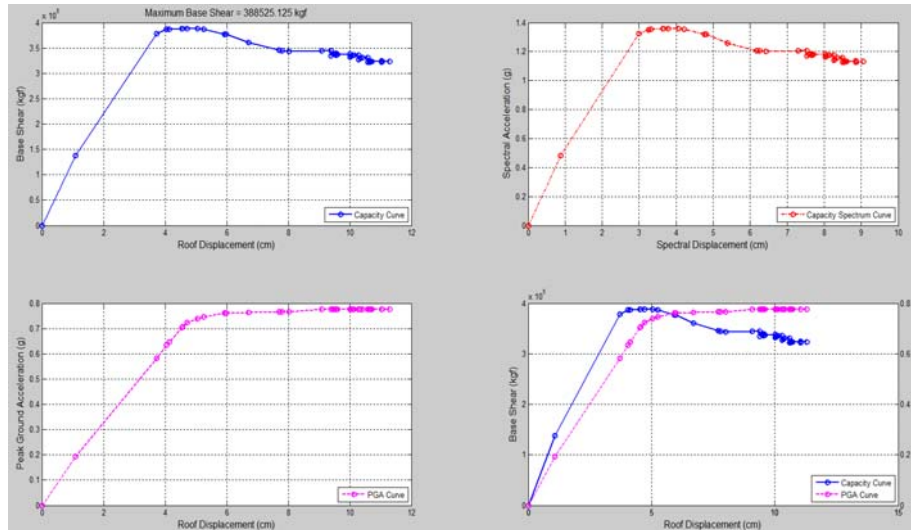 Maximum Base Shear = 388525.125 kgf
x 10⁵
4
3.5
3
2.5
2
1.5
1
0.5
0
Base Shear (kgf)
Capacity Curve
0 2 4 6 8 10 12
Roof Displacement (cm)
1.4
1.2
1
0.8
0.6
0.4
0.2
0
Spectral Acceleration (g)
Capacity Spectrum Curve
0 1 2 3 4 5 6 7 8 9 10
Spectral Displacement (cm)
0.8
0.7
0.6
0.5
0.4
0.3
0.2
0.1
0
Peak Ground Acceleration (g)
PGA Curve
0 2 4 6 8 10 12
Roof Displacement (cm)
x 10⁵
4 0.8
3 0.6
2 0.4
1 0.2
0 0
Base Shear (kgf)
Capacity Curve
PGA Curve
0 5 10 15
Roof Displacement (cm)